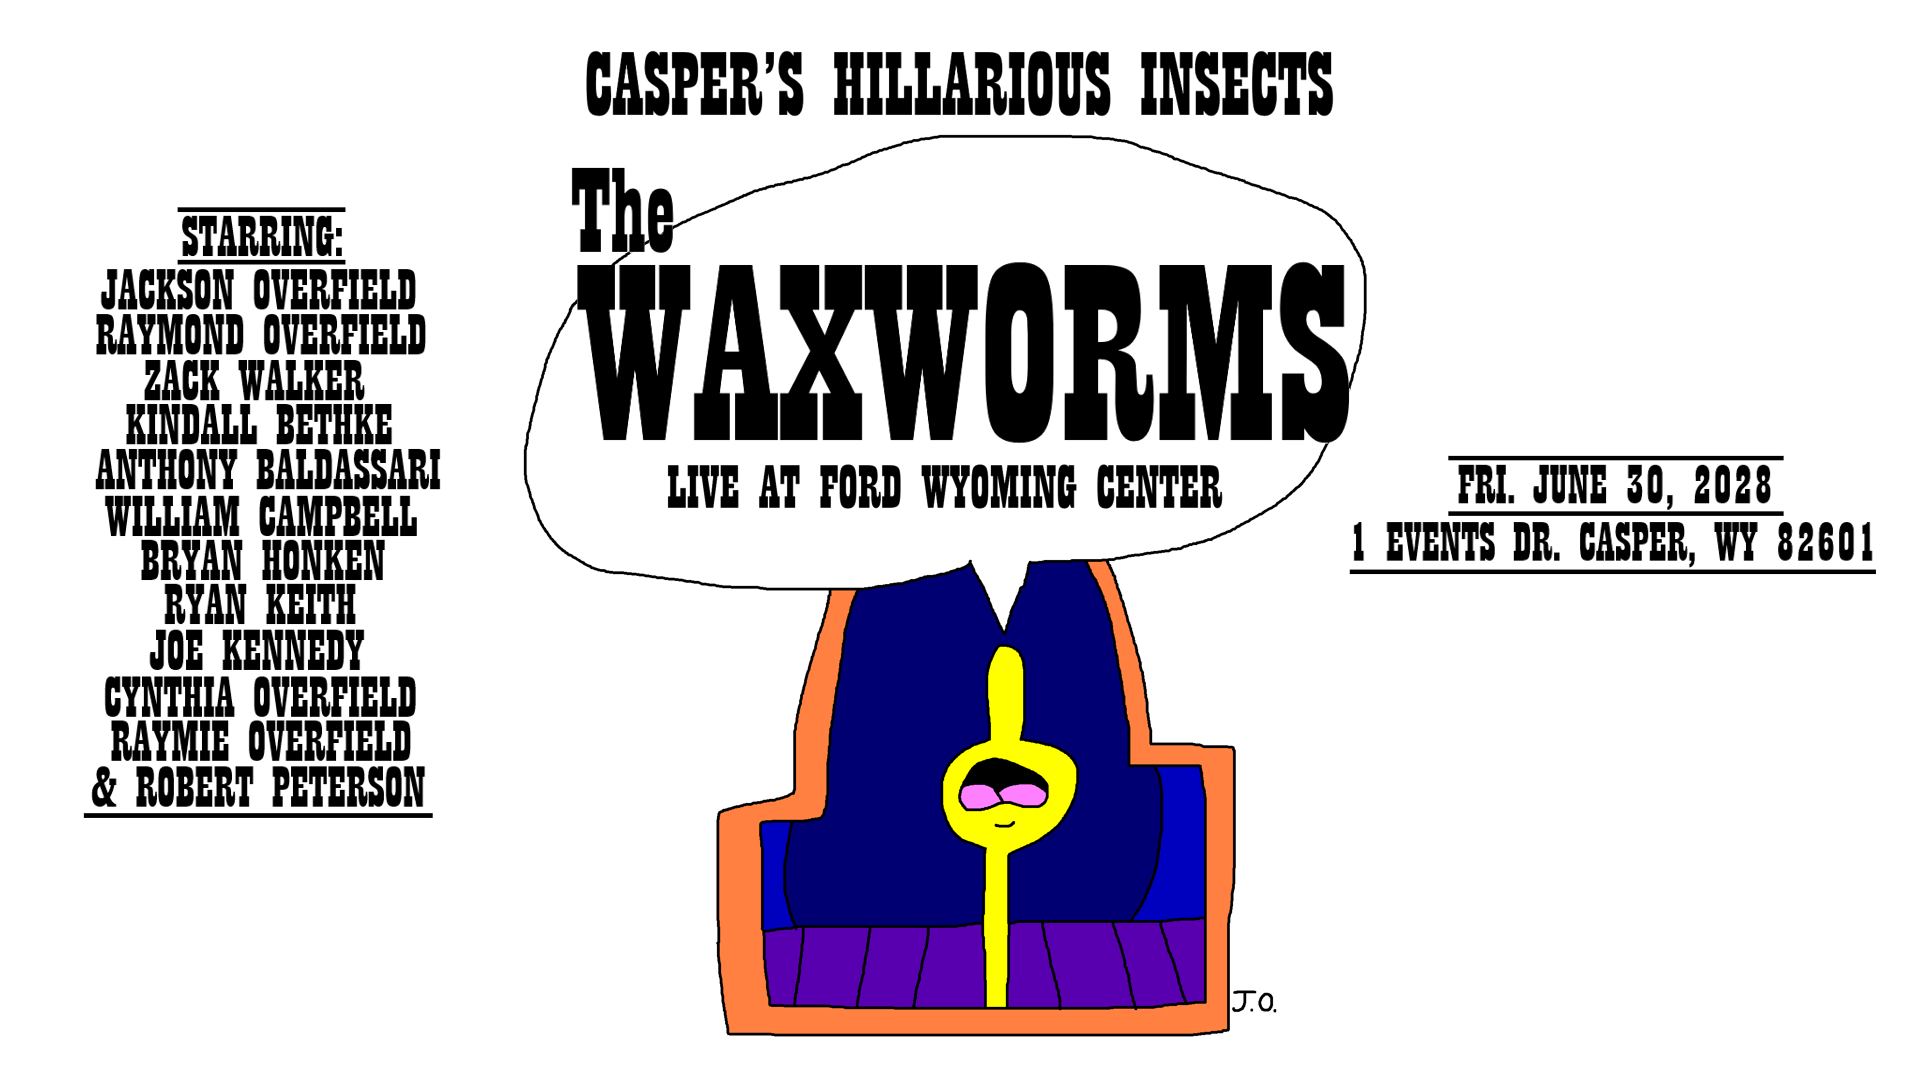 CASPER'S HILLARIOUS INSECTS
The
WAXWORMS
LIVE AT FORD WYOMING CENTER
STARRING:
JACKSON OVERFIELD
RAYMOND OVERFIELD
ZACK WALKER
KINDALL BETHKE
ANTHONY BALDASSARI
WILLIAM CAMPBELL
BRYAN HONKEN
RYAN KEITH
JOE KENNEDY
CYNTHIA OVERFIELD
RAYMIE OVERFIELD
& ROBERT PETERSON
FRI. JUNE 30, 2028
1 EVENTS DR. CASPER, WY 82601
J.O.